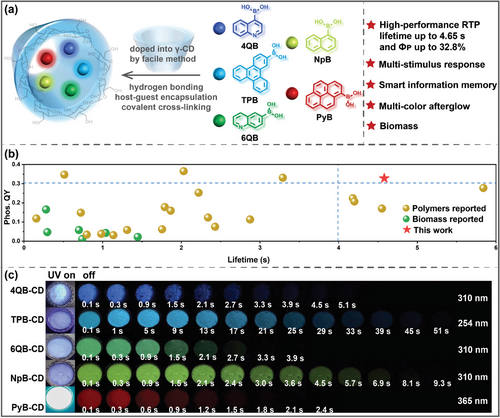 (a)
doped into γ-CD
by facile method
hydrogen bonding
host-guest encapsulation
covalent cross-linking
4QB
NpB
TPB
PyB
6QB
High-performance RTP
lifetime up to 4.65 s
and ΦP up to 32.8%
Multi-stimulus response
Smart information memory
Multi-color afterglow
Biomass
(b)
Phos. QY
0.4
0.3
0.2
0.1
0.0
0 1 2 3 4 5 6
Lifetime (s)
Polymers reported
Biomass reported
This work
(c) UV on off
4QB-CD 0.1 s 0.3 s 0.9 s 1.5 s 2.1 s 2.7 s 3.3 s 3.9 s 4.5 s 5.1 s 310 nm
TPB-CD 0.1 s 1 s 5 s 9 s 13 s 17 s 21 s 25 s 29 s 33 s 39 s 45 s 51 s 254 nm
6QB-CD 0.1 s 0.3 s 0.9 s 1.5 s 2.1 s 2.7 s 3.3 s 3.9 s 310 nm
NpB-CD 0.1 s 0.3 s 0.9 s 1.5 s 2.1 s 2.4 s 3.0 s 3.6 s 4.5 s 5.7 s 6.9 s 8.1 s 9.3 s 310 nm
PyB-CD 0.1 s 0.3 s 0.6 s 0.9 s 1.2 s 1.5 s 1.8 s 2.1 s 2.4 s 365 nm